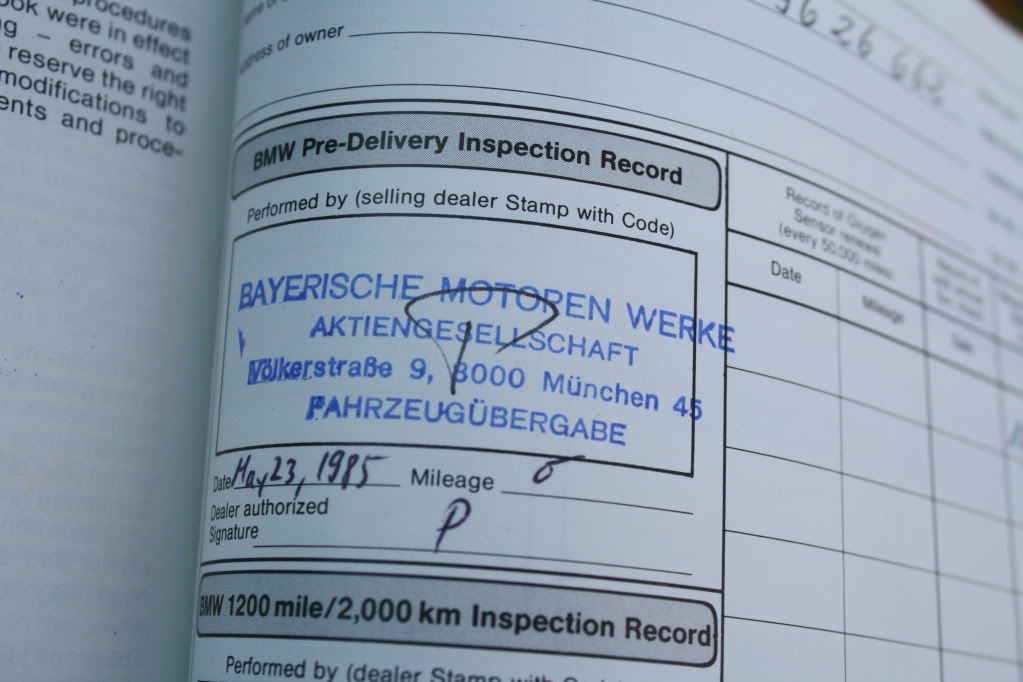 procedures
ook were in effect
– errors and
reserve the right
modifications to
ents and proce-
address of owner
BMW Pre-Delivery Inspection Record
Performed by (selling dealer Stamp with Code)
BAYERISCHE MOTOREN WERKE
AKTIENGESELLSCHAFT
Völkerstraße 9, 8000 München 45
FAHRZEUGÜBERGABE
Date May 23, 1985 Mileage 0
Dealer authorized
Signature P
BMW 1200 mile/2,000 km Inspection Record
Performed by (dealer Stamp with
Record of Oxygen
Sensor renewal
(every 50.000 miles)
Date Mileage Date